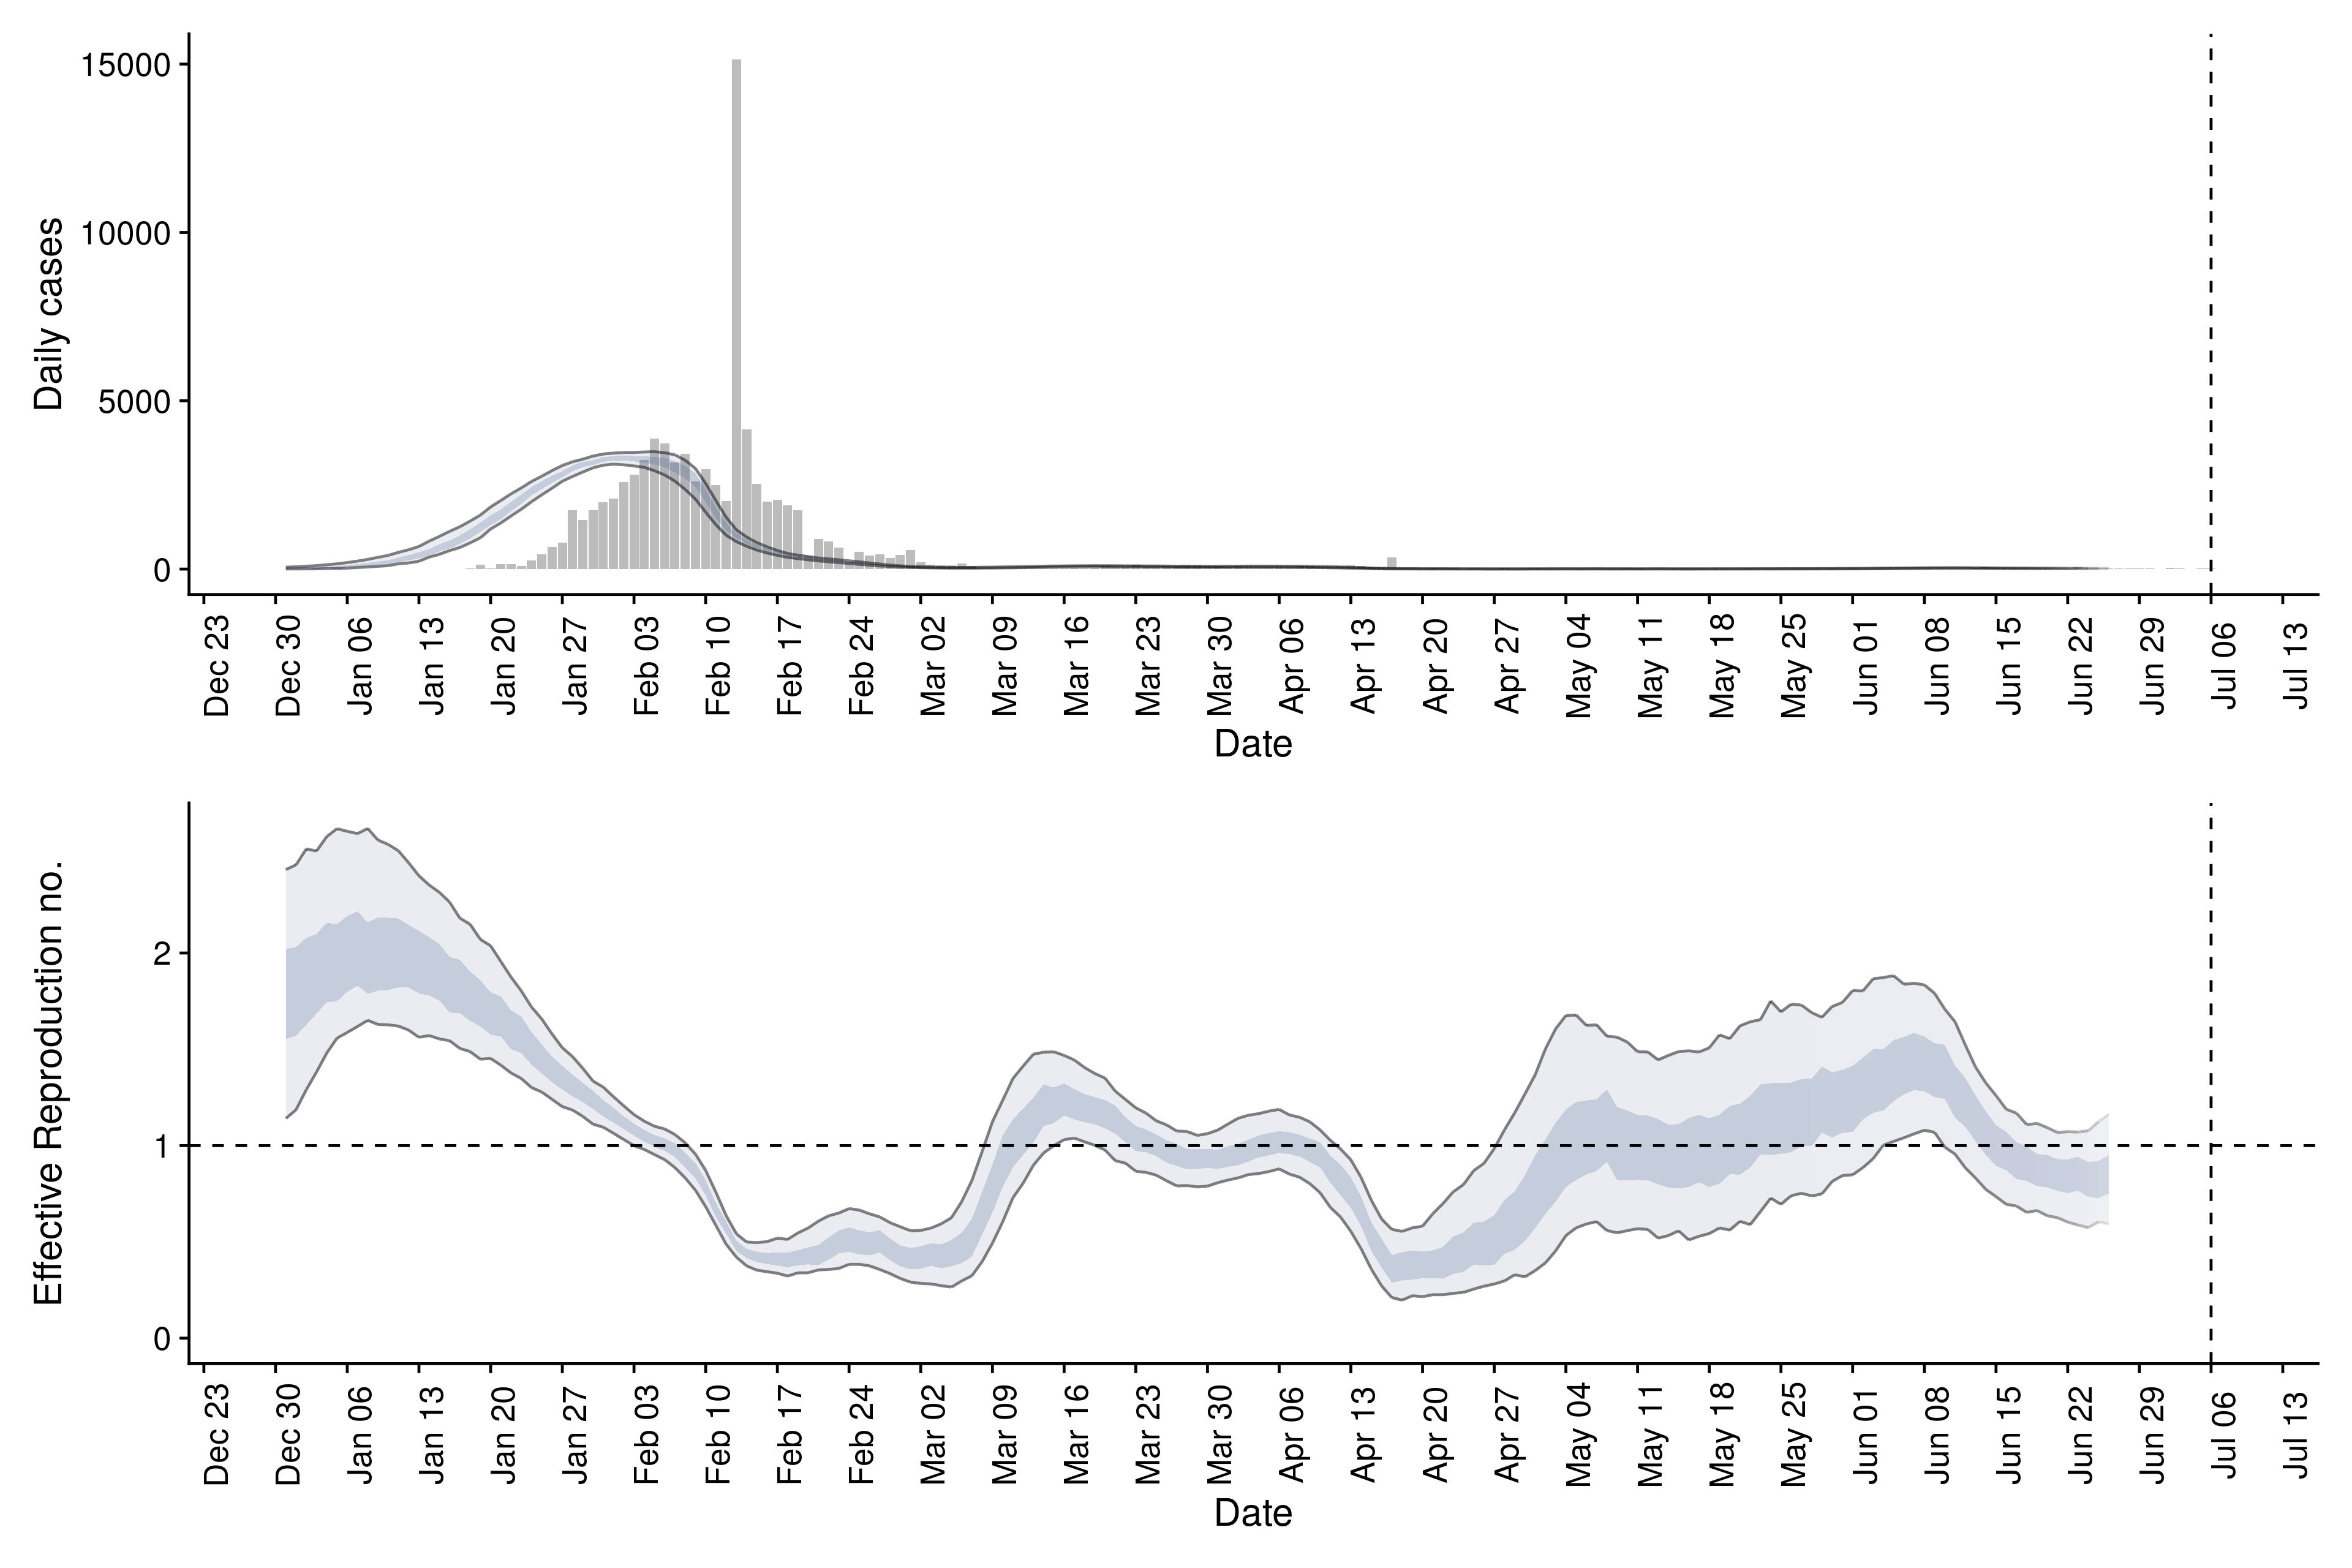 Daily cases
15000
10000
5000
0
Dec 23
Dec 30
Jan 06
Jan 13
Jan 20
Jan 27
Feb 03
Feb 10
Feb 17
Feb 24
Mar 02
Mar 09
Mar 16
Mar 23
Mar 30
Apr 06
Apr 13
Apr 20
Apr 27
May 04
May 11
May 18
May 25
Jun 01
Jun 08
Jun 15
Jun 22
Jun 29
Jul 06
Jul 13
Date
Effective Reproduction no.
2
1
0
Dec 23
Dec 30
Jan 06
Jan 13
Jan 20
Jan 27
Feb 03
Feb 10
Feb 17
Feb 24
Mar 02
Mar 09
Mar 16
Mar 23
Mar 30
Apr 06
Apr 13
Apr 20
Apr 27
May 04
May 11
May 18
May 25
Jun 01
Jun 08
Jun 15
Jun 22
Jun 29
Jul 06
Jul 13
Date